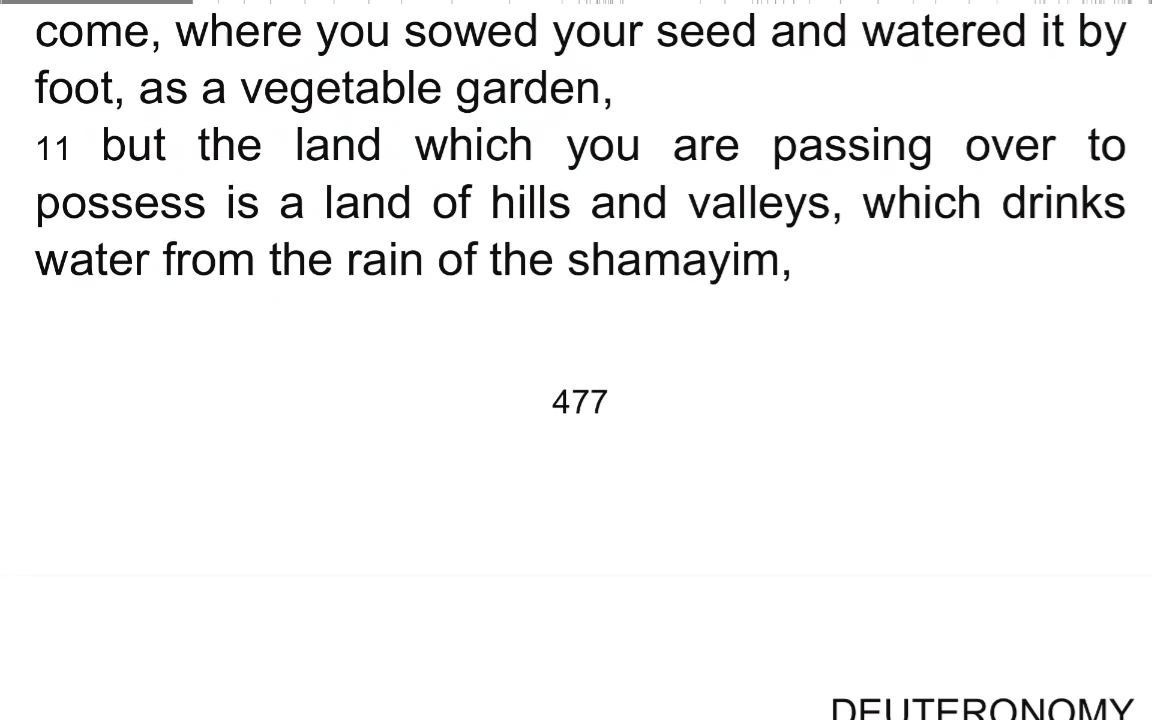 come, where you sowed your seed and watered it by
foot, as a vegetable garden,
11 but the land which you are passing over to
possess is a land of hills and valleys, which drinks
water from the rain of the shamayim,
477
DEUTERONOMY